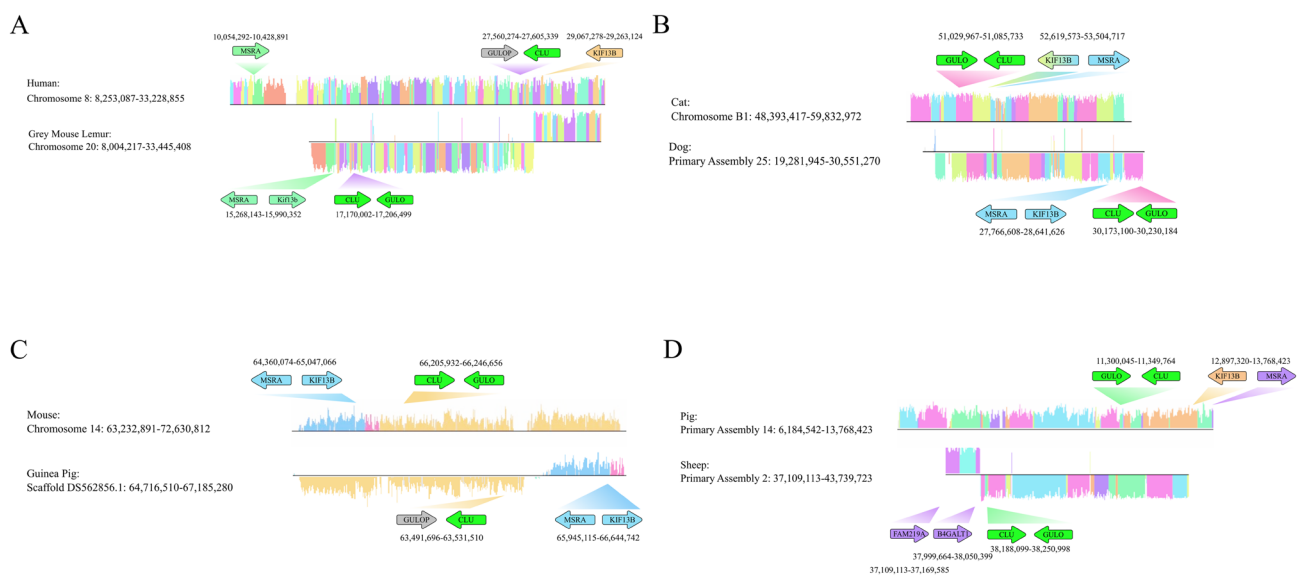 A
10,054,292-10,428,891
MSRA
27,560,274-27,605,339
29,067,278-29,263,124
GULOP
CLU
KIF13B
Human:
Chromosome 8: 8,253,087-33,228,855
Grey Mouse Lemur:
Chromosome 20: 8,004,217-33,445,408
MSRA
Kif13b
CLU
GULO
15,268,143-15,990,352
17,170,002-17,206,499
B
51,029,967-51,085,733
52,619,573-53,504,717
GULO
CLU
KIF13B
MSRA
Cat:
Chromosome B1: 48,393,417-59,832,972
Dog:
Primary Assembly 25: 19,281,945-30,551,270
MSRA
KIF13B
CLU
GULO
27,766,608-28,641,626
30,173,100-30,230,184
C
64,360,074-65,047,066
66,205,932-66,246,656
MSRA
KIF13B
CLU
GULO
Mouse:
Chromosome 14: 63,232,891-72,630,812
Guinea Pig:
Scaffold DS562856.1: 64,716,510-67,185,280
GULOP
CLU
MSRA
KIF13B
63,491,696-63,531,510
65,945,115-66,644,742
D
11,300,045-11,349,764
12,897,320-13,768,423
GULO
CLU
KIF13B
MSRA
Pig:
Primary Assembly 14: 6,184,542-13,768,423
Sheep:
Primary Assembly 2: 37,109,113-43,739,723
FAM219A
B4GALT1
CLU
GULO
38,188,099-38,250,998
37,999,664-38,050,399
37,109,113-37,169,585